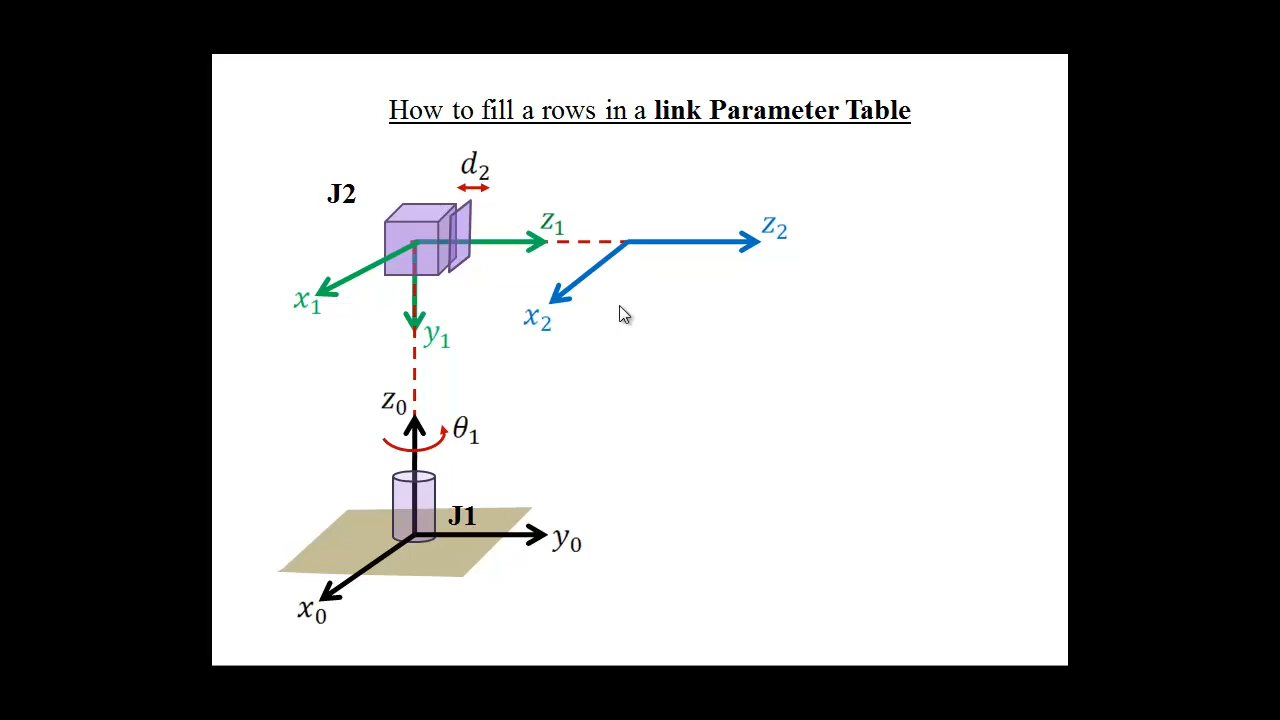 How to fill a rows in a link Parameter Table
d₂
J2
z₁
z₂
x₁
x₂
y₁
z₀
θ₁
J1
y₀
x₀